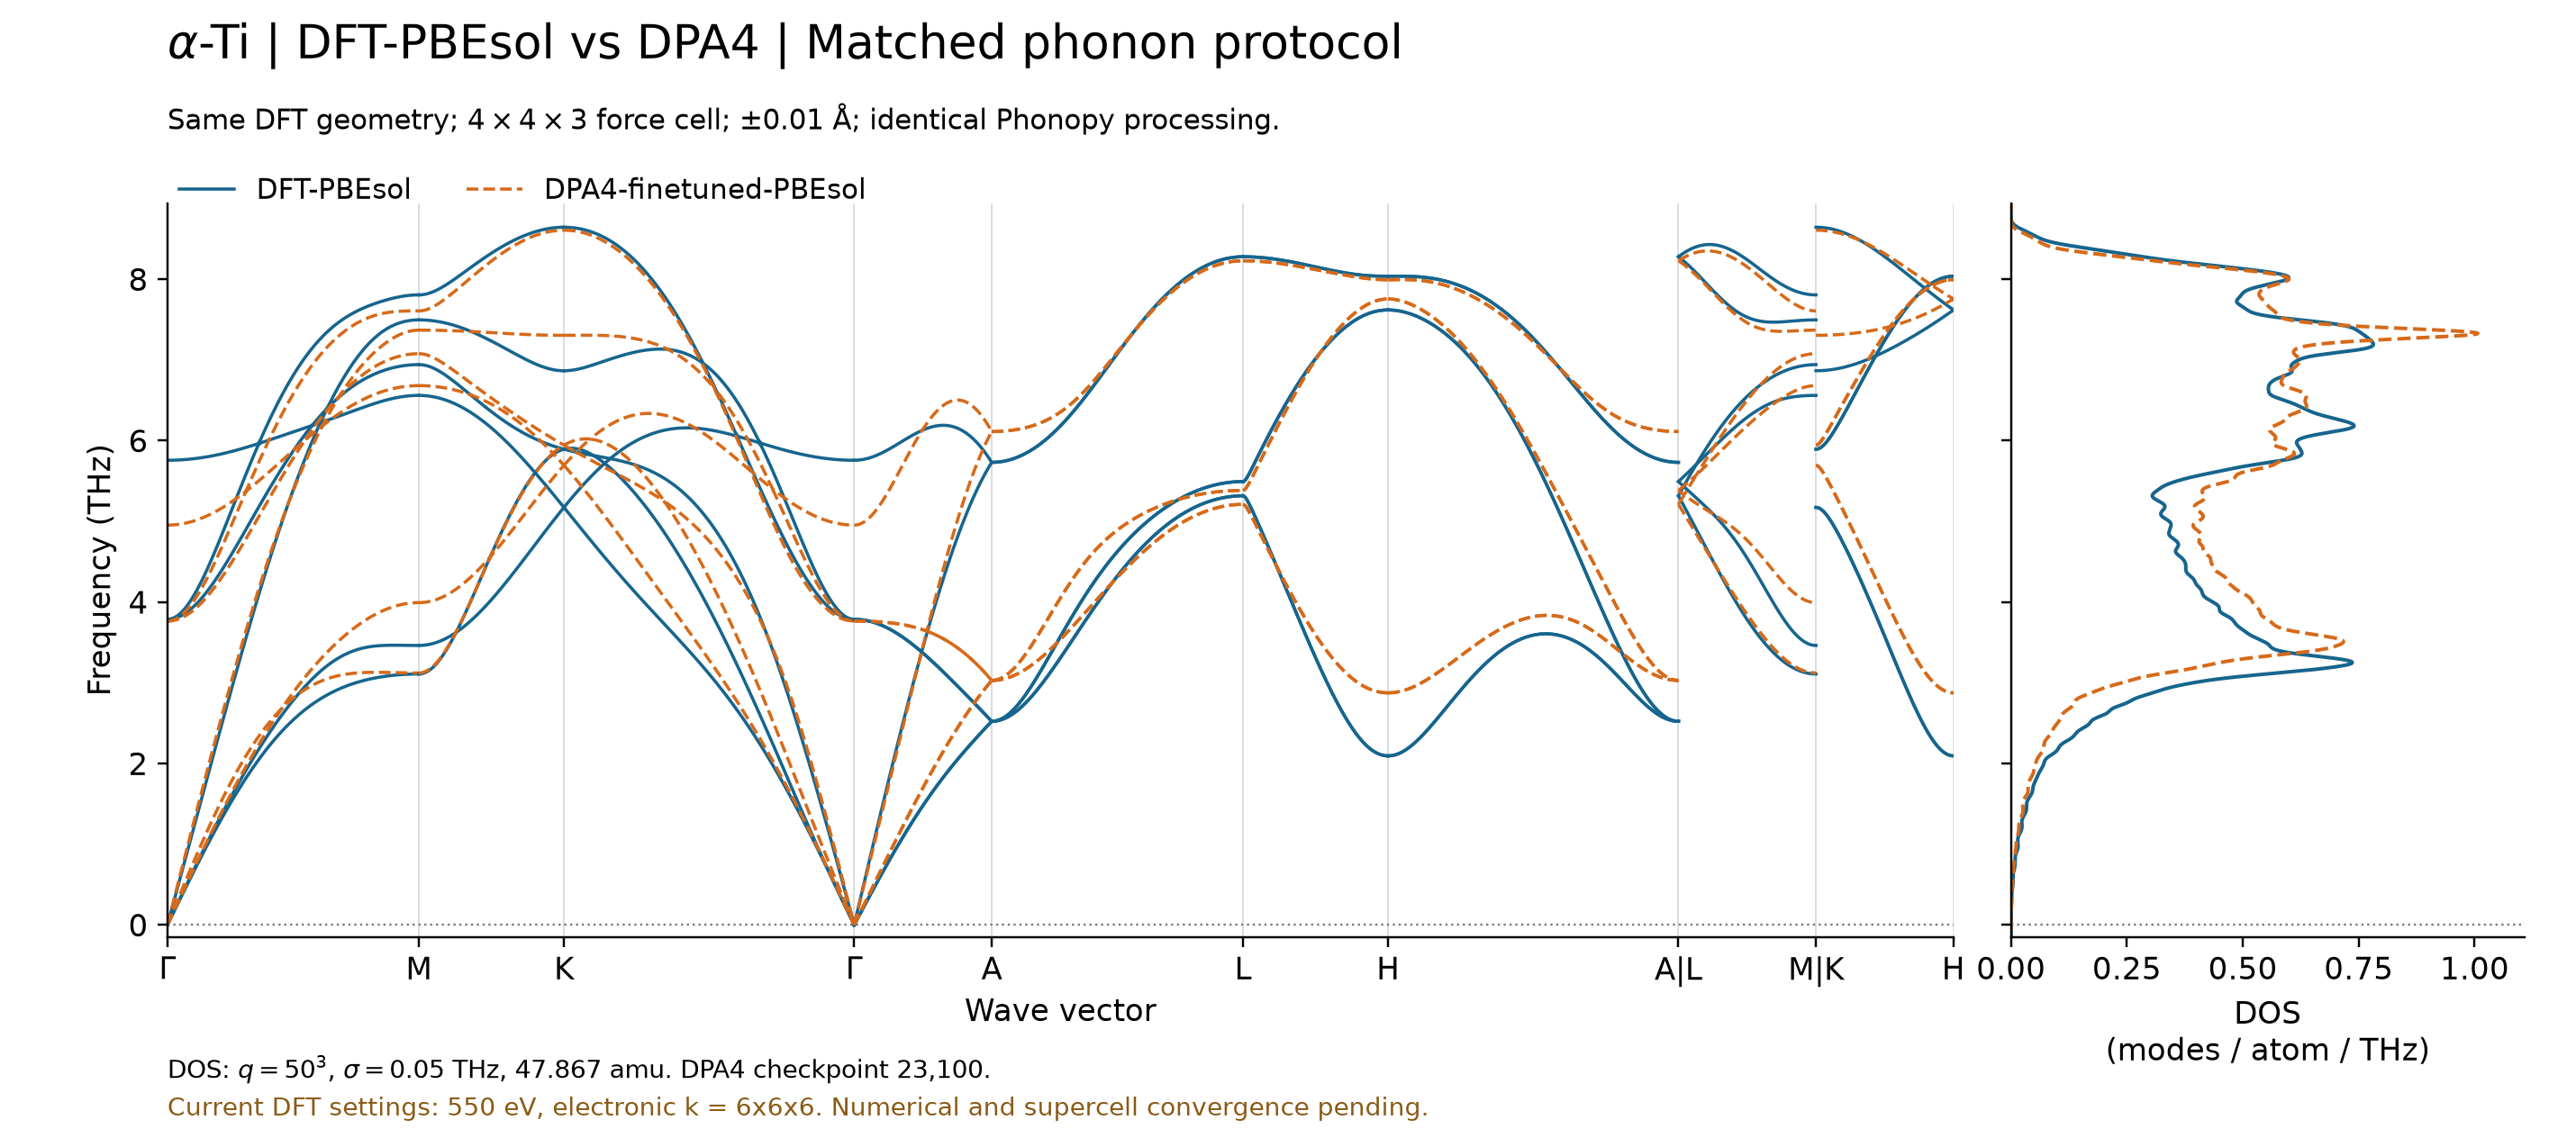 α-Ti | DFT-PBEsol vs DPA4 | Matched phonon protocol
Same DFT geometry; 4 × 4 × 3 force cell; ±0.01 Å; identical Phonopy processing.
DFT-PBEsol
DPA4-finetuned-PBEsol
Frequency (THz)
8
6
4
2
0
Γ M K Γ A L H A|L M|K H
Wave vector
0.00 0.25 0.50 0.75 1.00
DOS
(modes / atom / THz)
DOS: q = 50³, σ = 0.05 THz, 47.867 amu. DPA4 checkpoint 23,100.
Current DFT settings: 550 eV, electronic k = 6x6x6. Numerical and supercell convergence pending.